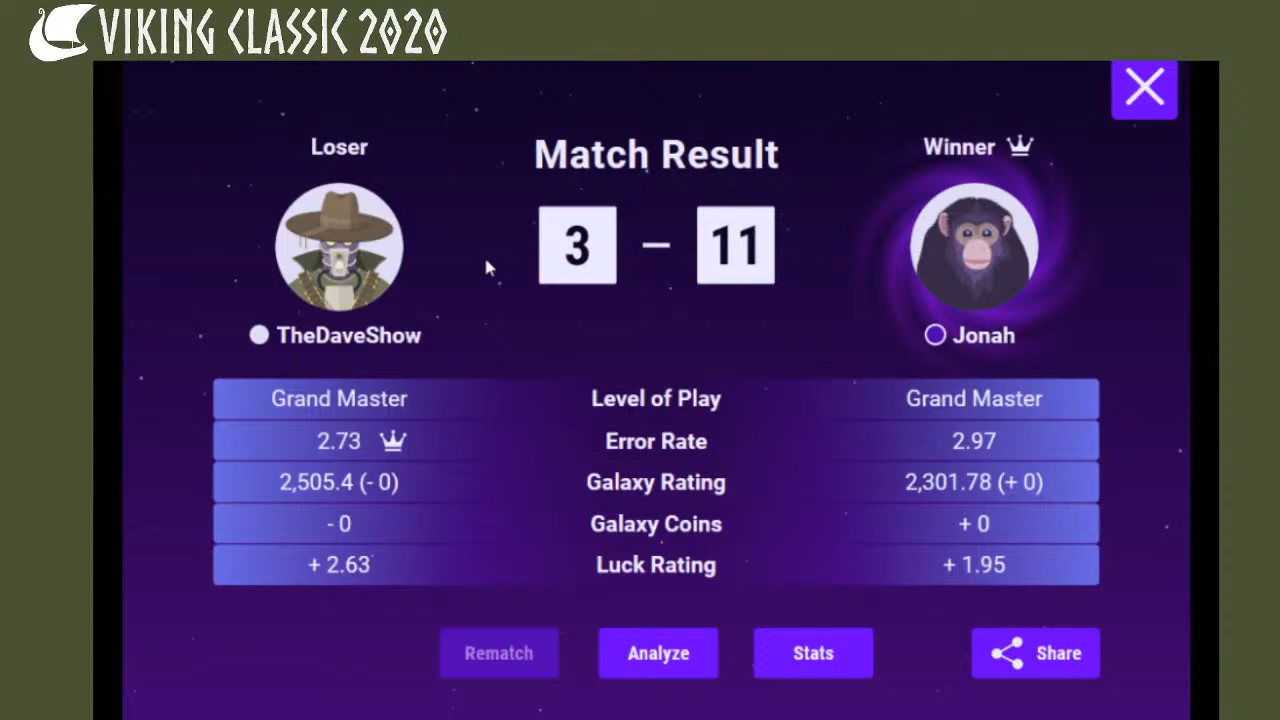 VIKING CLASSIC 2020
Loser
Match Result
Winner
3 — 11
TheDaveShow
Jonah
Grand Master Level of Play Grand Master
2.73 Error Rate 2.97
2,505.4 (- 0) Galaxy Rating 2,301.78 (+ 0)
- 0 Galaxy Coins + 0
+ 2.63 Luck Rating + 1.95
Rematch Analyze Stats Share